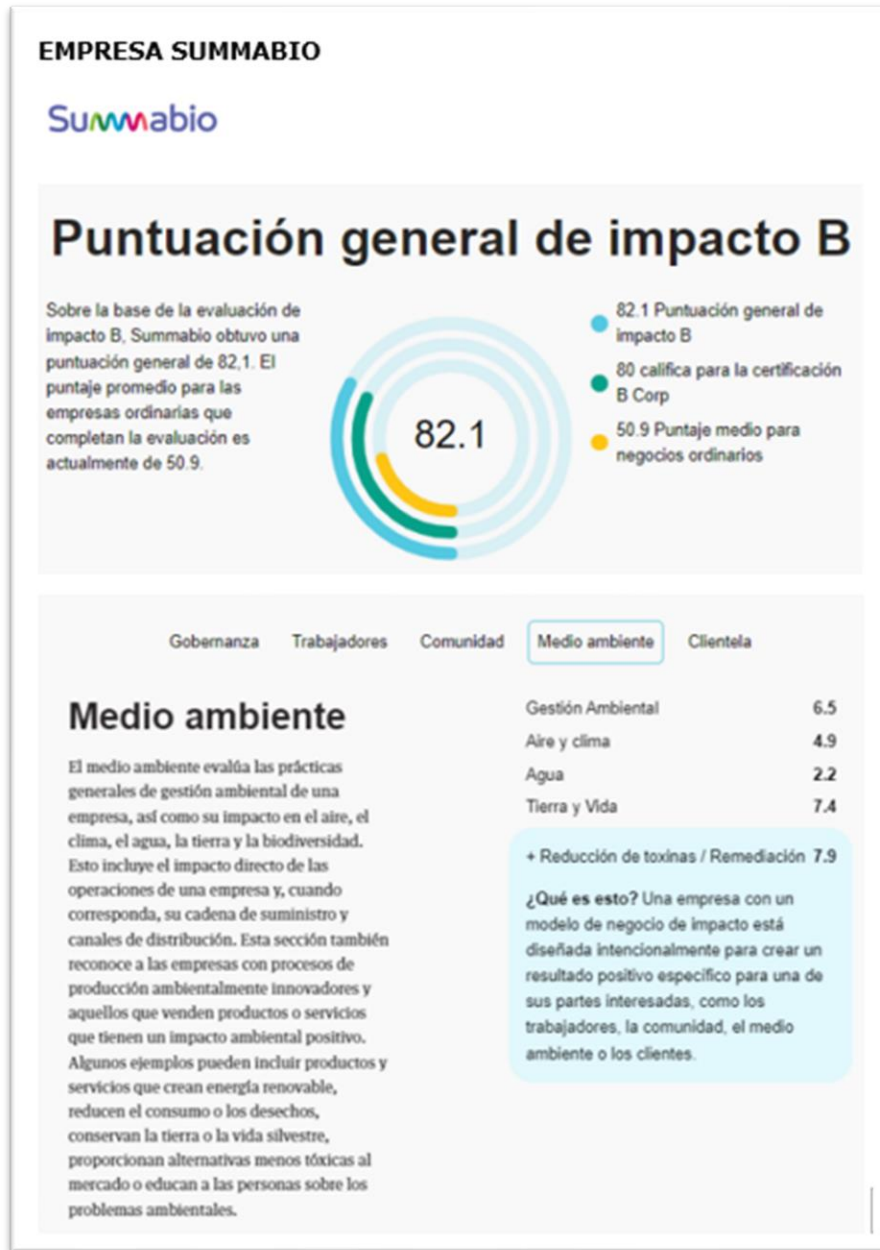 EMPRESA SUMMABIO
Summabio
Puntuación general de impacto B
Sobre la base de la evaluación de
impacto B, Summabio obtuvo una
puntuación general de 82,1. El
puntaje promedio para las
empresas ordinarias que
completan la evaluación es
actualmente de 50.9.
82.1
82.1 Puntuación general de
impacto B
80 califica para la certificación
B Corp
50.9 Puntaje medio para
negocios ordinarios
Gobernanza Trabajadores Comunidad Medio ambiente Clientela
Medio ambiente
El medio ambiente evalúa las prácticas
generales de gestión ambiental de una
empresa, así como su impacto en el aire, el
clima, el agua, la tierra y la biodiversidad.
Esto incluye el impacto directo de las
operaciones de una empresa y, cuando
corresponda, su cadena de suministro y
canales de distribución. Esta sección también
reconoce a las empresas con procesos de
producción ambientalmente innovadores y
aquellos que venden productos o servicios
que tienen un impacto ambiental positivo.
Algunos ejemplos pueden incluir productos y
servicios que crean energía renovable,
reducen el consumo o los desechos,
conservan la tierra o la vida silvestre,
proporcionan alternativas menos tóxicas al
mercado o educan a las personas sobre los
problemas ambientales.
Gestión Ambiental 6.5
Aire y clima 4.9
Agua 2.2
Tierra y Vida 7.4
+ Reducción de toxinas / Remediación 7.9
¿Qué es esto? Una empresa con un
modelo de negocio de impacto está
diseñada intencionalmente para crear un
resultado positivo específico para una de
sus partes interesadas, como los
trabajadores, la comunidad, el medio
ambiente o los clientes.